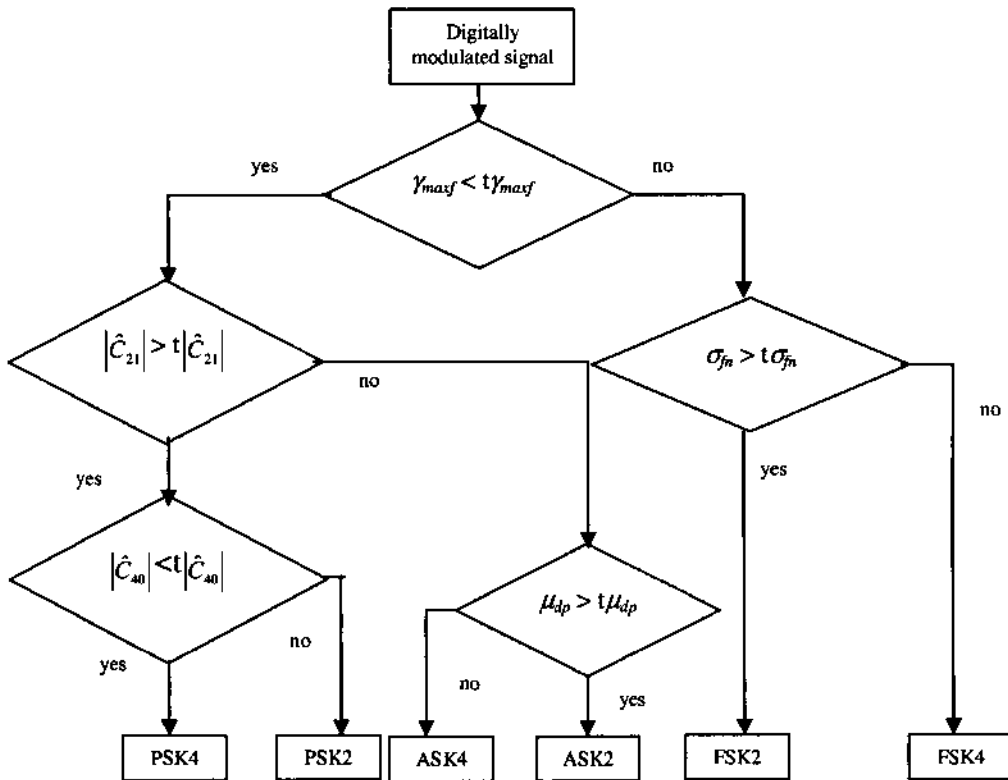 Digitally
modulated signal
yes
no
γmaxf < tγmaxf
|Ĉ21| > t|Ĉ21|
no
σfn > tσfn
no
yes
yes
|Ĉ40| <t|Ĉ40|
μdp > tμdp
yes
no
no
yes
PSK4
PSK2
ASK4
ASK2
FSK2
FSK4